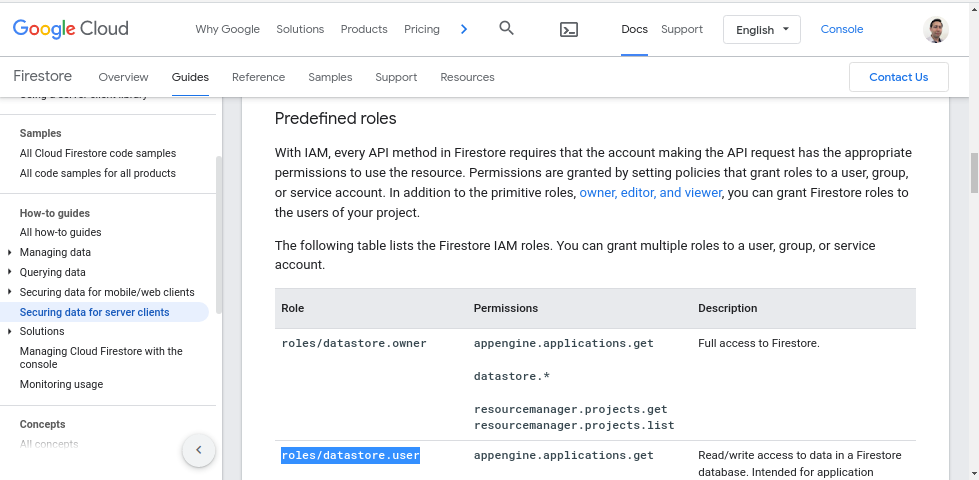 Google Cloud
Why Google
Solutions
Products
Pricing
Docs
Support
English
Console
Firestore
Overview
Guides
Reference
Samples
Support
Resources
Contact Us
Using a server client library
Samples
All Cloud Firestore code samples
All code samples for all products
How-to guides
All how-to guides
Managing data
Querying data
Securing data for mobile/web clients
Securing data for server clients
Solutions
Managing Cloud Firestore with the
console
Monitoring usage
Concepts
All concepts
Predefined roles
With IAM, every API method in Firestore requires that the account making the API request has the appropriate
permissions to use the resource. Permissions are granted by setting policies that grant roles to a user, group,
or service account. In addition to the primitive roles, owner, editor, and viewer, you can grant Firestore roles to
the users of your project.
The following table lists the Firestore IAM roles. You can grant multiple roles to a user, group, or service
account.
Role Permissions Description
roles/datastore.owner appengine.applications.get Full access to Firestore.
datastore.*
resourcemanager.projects.get
resourcemanager.projects.list
roles/datastore.user appengine.applications.get Read/write access to data in a Firestore
database. Intended for application